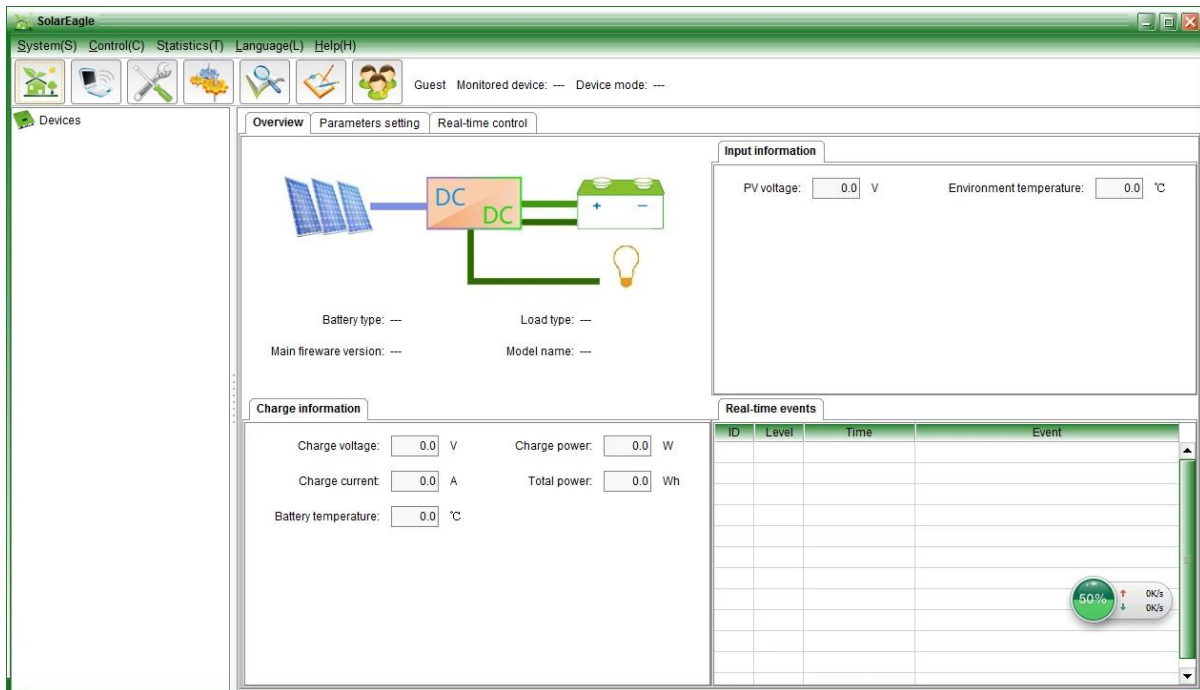 SolarEagle
System(S) Control(C) Statistics(T) Language(L) Help(H)
Guest Monitored device: --- Device mode: ---
Devices
Overview Parameters setting Real-time control
DC
DC
+ −
Battery type: --- Load type: ---
Main fireware version: --- Model name: ---
Input information
PV voltage: 0.0 V Environment temperature: 0.0 ℃
Charge information
Charge voltage: 0.0 V Charge power: 0.0 W
Charge current: 0.0 A Total power: 0.0 Wh
Battery temperature: 0.0 ℃
Real-time events
ID Level Time Event
50% ↑ 0K/s
↓ 0K/s